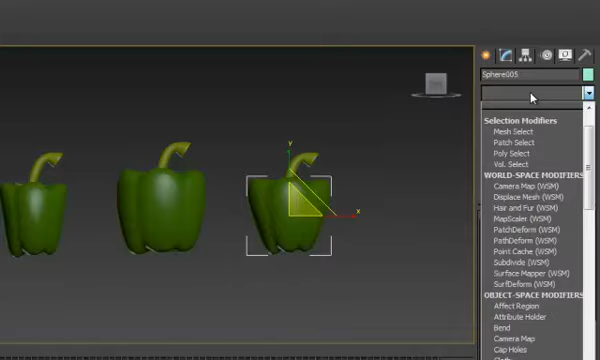 Sphere005
Selection Modifiers
Mesh Select
Patch Select
Poly Select
Vol. Select
WORLD-SPACE MODIFIERS
Camera Map (WSM)
Displace Mesh (WSM)
Hair and Fur (WSM)
MapScaler (WSM)
PatchDeform (WSM)
PathDeform (WSM)
Point Cache (WSM)
Subdivide (WSM)
Surface Mapper (WSM)
SurfDeform (WSM)
OBJECT-SPACE MODIFIERS
Affect Region
Attribute Holder
Bend
Camera Map
Cap Holes
y
x